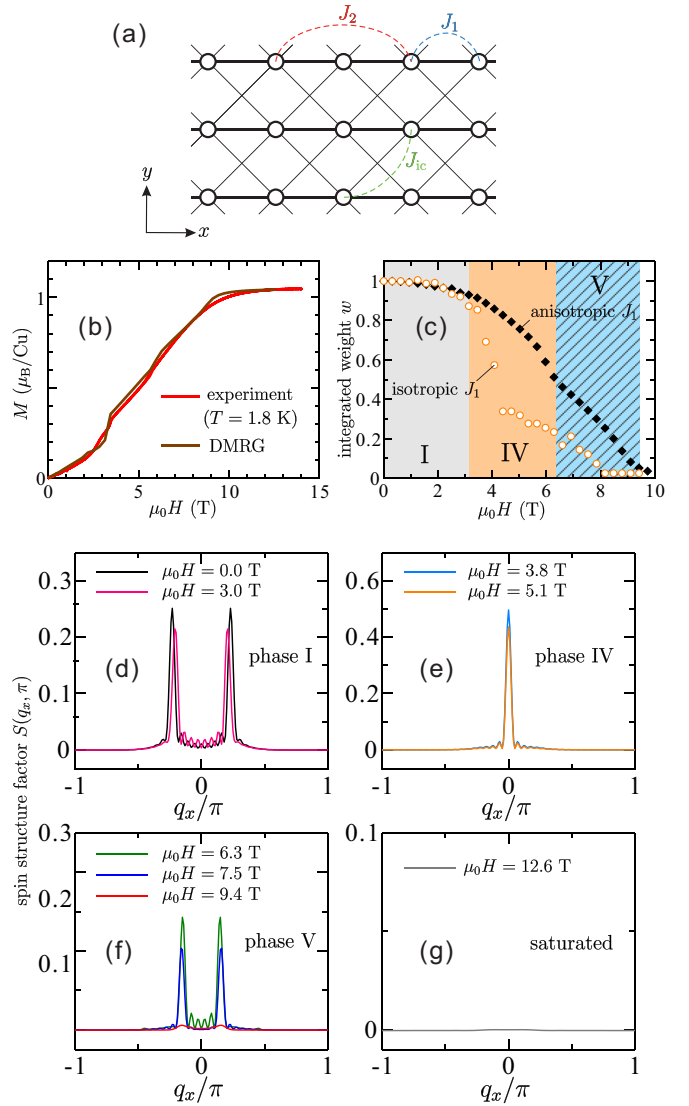 (a)
J₂
J₁
J_ic
y
x
(b)
M (μ_B/Cu)
1
0
experiment
(T = 1.8 K)
DMRG
0 5 10 15
μ₀H (T)
(c)
integrated weight w
1
0.8
0.6
0.4
0.2
0
V
anisotropic J₁
isotropic J₁
I
IV
0 2 4 6 8 10
μ₀H (T)
spin structure factor S(qₓ, π)
0.3
0.2
0.1
0
μ₀H = 0.0 T
μ₀H = 3.0 T
(d)
phase I
-1 0 1
qₓ/π
0.6
0.4
0.2
0
μ₀H = 3.8 T
μ₀H = 5.1 T
(e)
phase IV
-1 0 1
qₓ/π
0.3
0.2
0.1
μ₀H = 6.3 T
μ₀H = 7.5 T
μ₀H = 9.4 T
(f)
phase V
-1 0 1
qₓ/π
0.1
0
μ₀H = 12.6 T
(g)
saturated
-1 0 1
qₓ/π